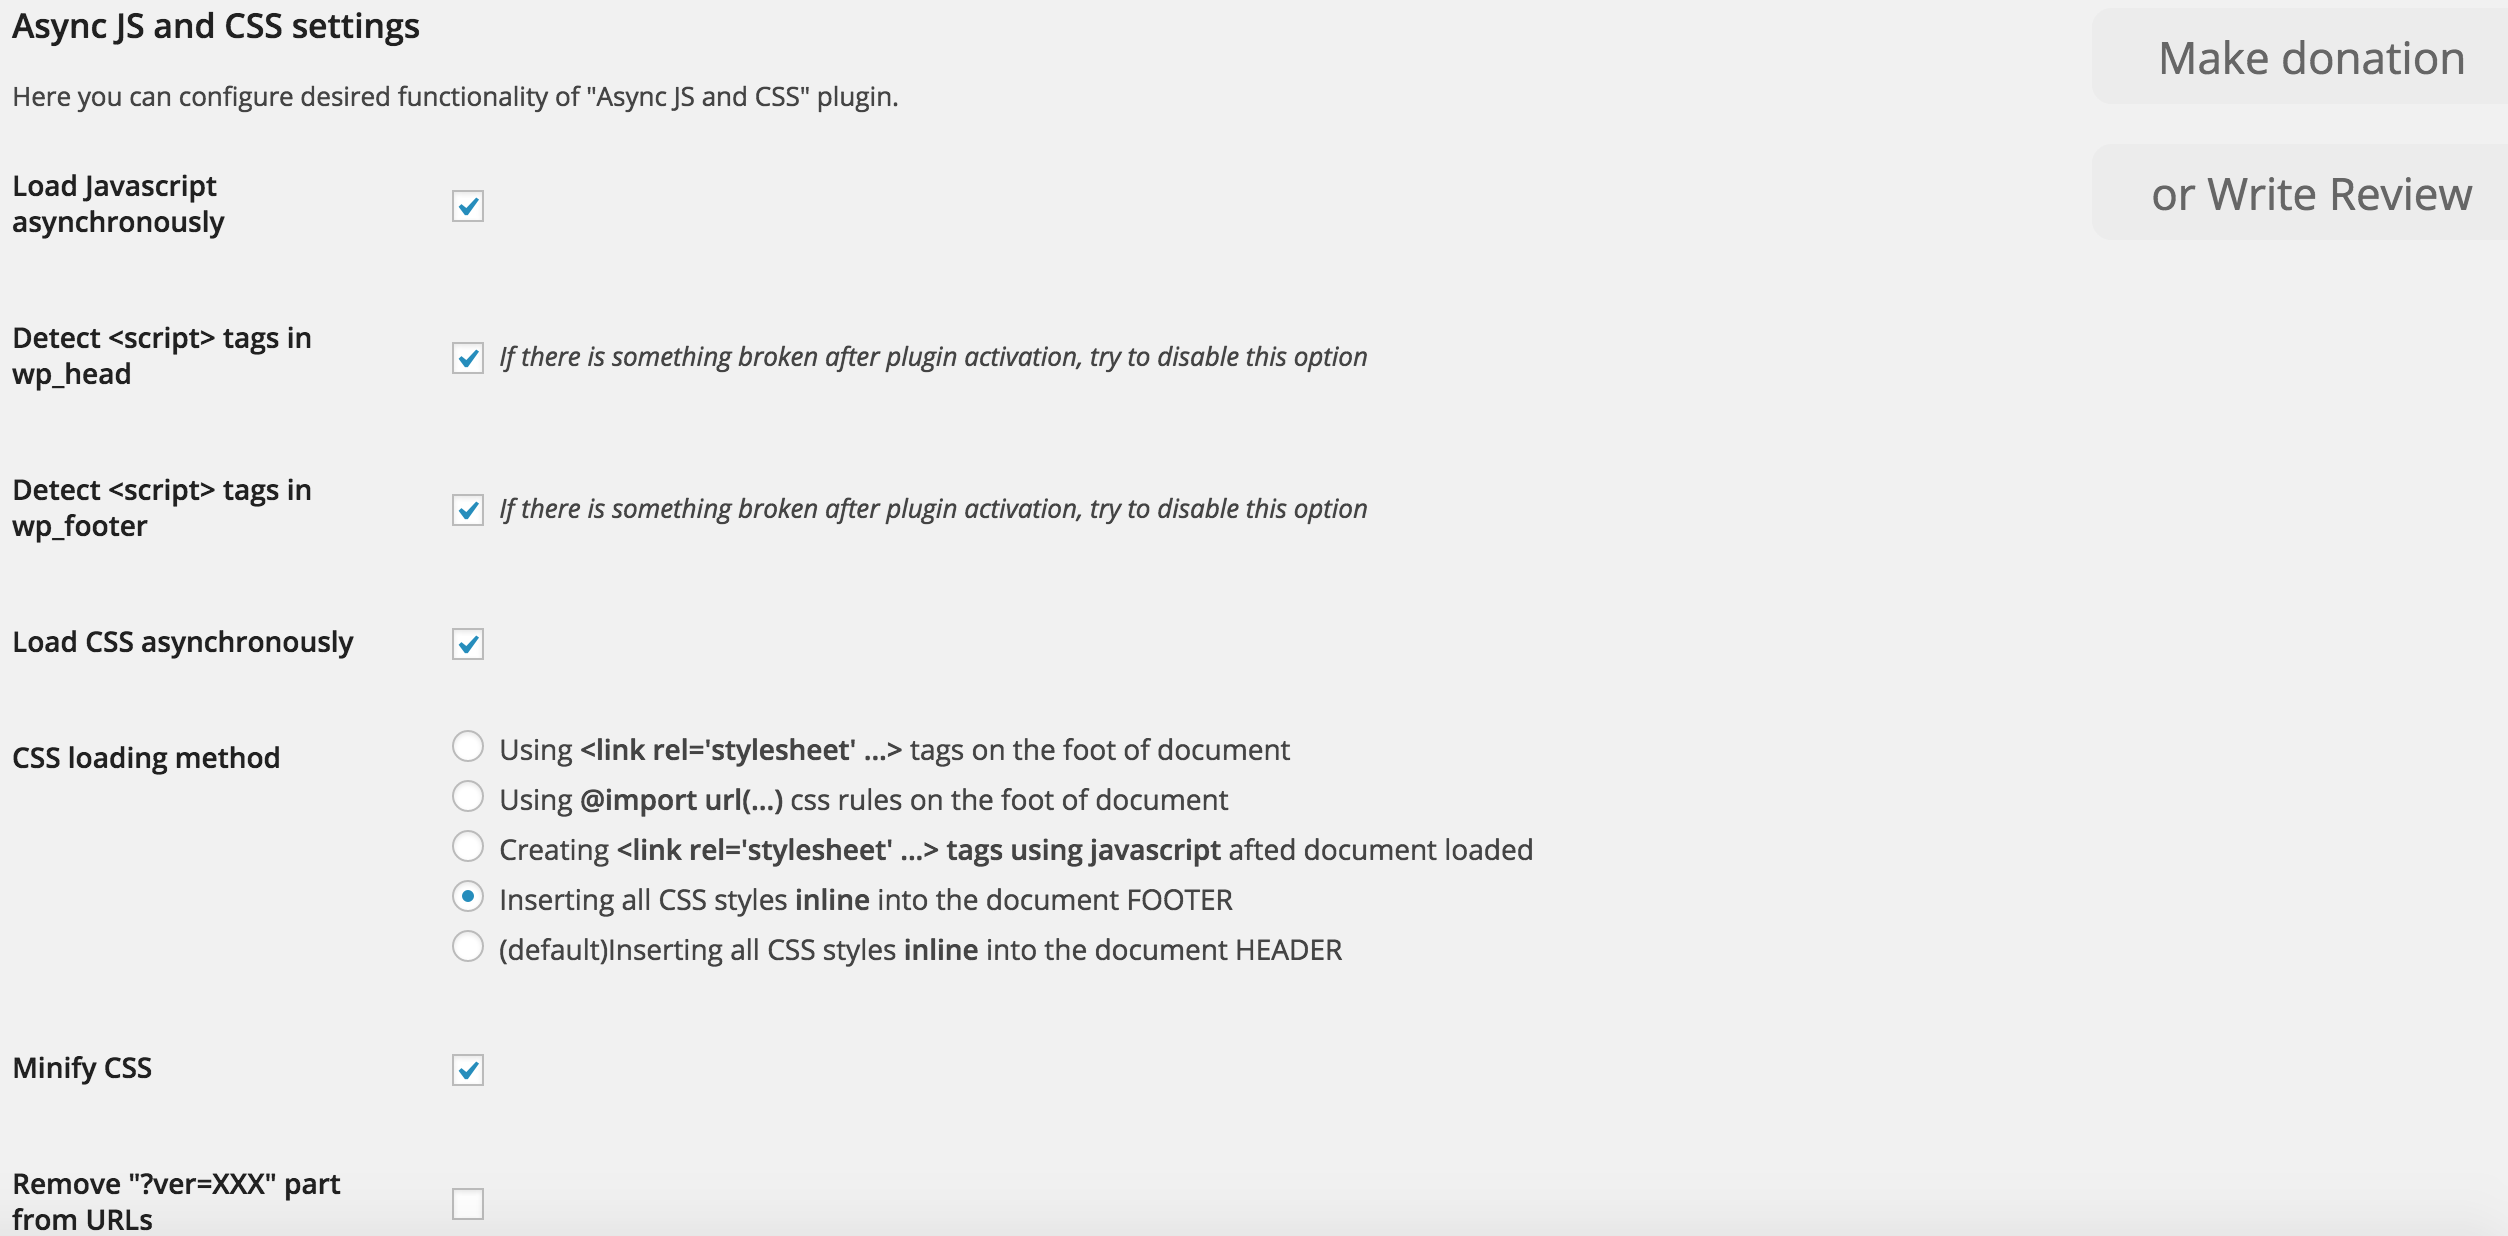 Async JS and CSS settings
Make donation
Here you can configure desired functionality of "Async JS and CSS" plugin.
or Write Review
Load Javascript
asynchronously
Detect <script> tags in
wp_head
If there is something broken after plugin activation, try to disable this option
Detect <script> tags in
wp_footer
If there is something broken after plugin activation, try to disable this option
Load CSS asynchronously
CSS loading method
Using <link rel='stylesheet' ...> tags on the foot of document
Using @import url(...) css rules on the foot of document
Creating <link rel='stylesheet' ...> tags using javascript afted document loaded
Inserting all CSS styles inline into the document FOOTER
(default)Inserting all CSS styles inline into the document HEADER
Minify CSS
Remove "?ver=XXX" part
from URLs